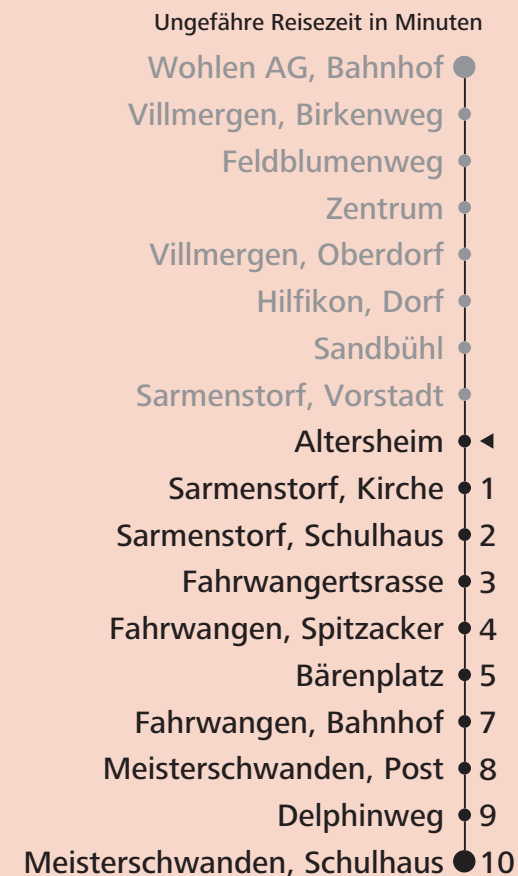 Ungefähre Reisezeit in Minuten
Wohlen AG, Bahnhof
Villmergen, Birkenweg
Feldblumenweg
Zentrum
Villmergen, Oberdorf
Hilfikon, Dorf
Sandbühl
Sarmenstorf, Vorstadt
Altersheim
Sarmenstorf, Kirche 1
Sarmenstorf, Schulhaus 2
Fahrwangertsrasse 3
Fahrwangen, Spitzacker 4
Bärenplatz 5
Fahrwangen, Bahnhof 7
Meisterschwanden, Post 8
Delphinweg 9
Meisterschwanden, Schulhaus 10